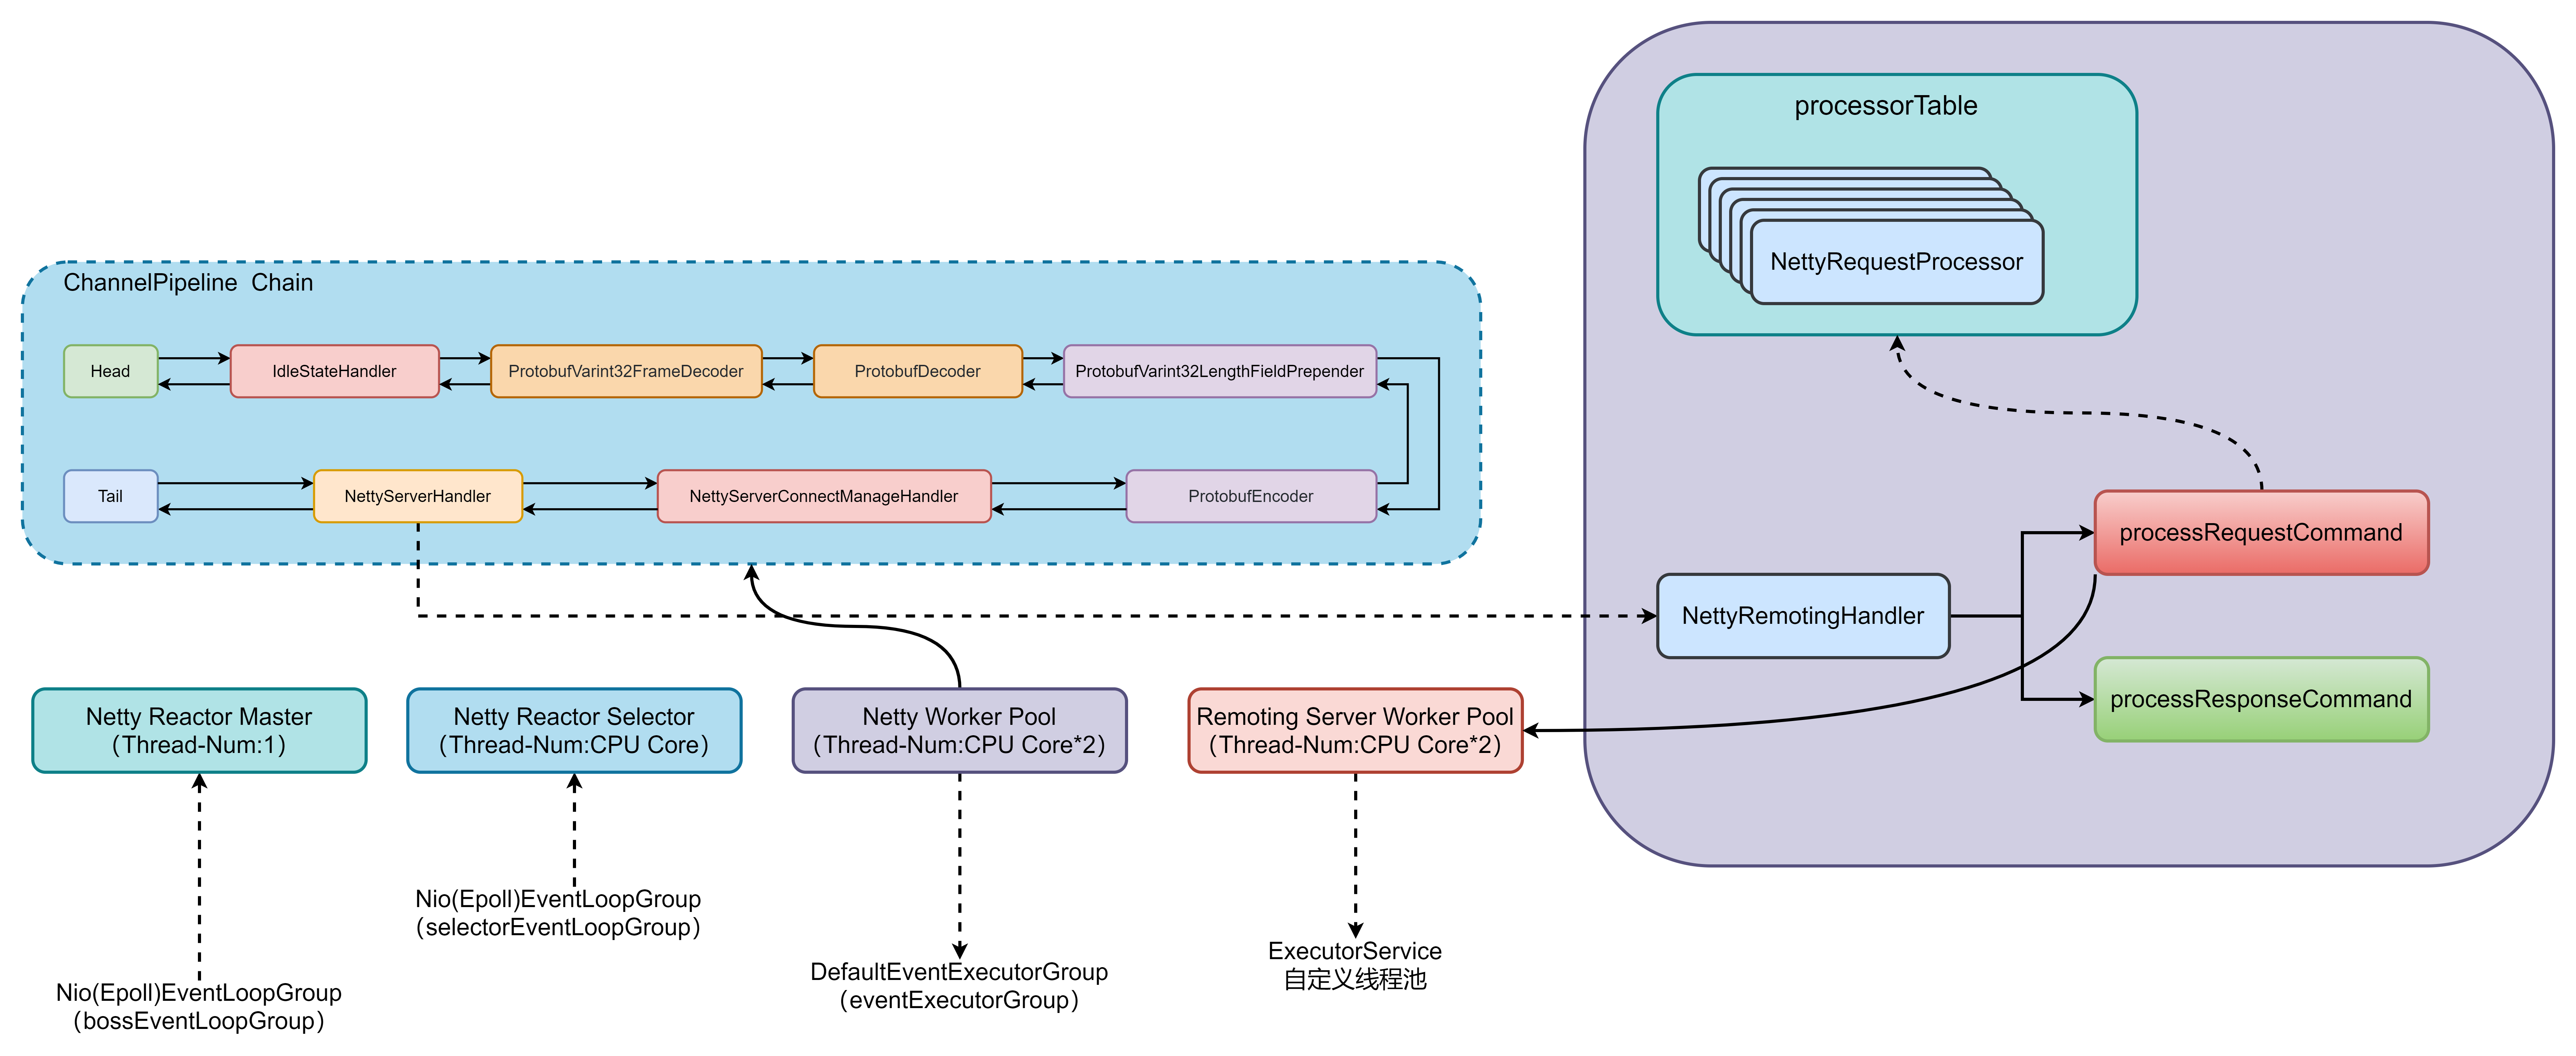 processorTable
NettyRequestProcessor
ChannelPipeline  Chain
Head
IdleStateHandler
ProtobufVarint32FrameDecoder
ProtobufDecoder
ProtobufVarint32LengthFieldPrepender
Tail
NettyServerHandler
NettyServerConnectManageHandler
ProtobufEncoder
processRequestCommand
NettyRemotingHandler
processResponseCommand
Netty Reactor Master
（Thread-Num:1）
Netty Reactor Selector
（Thread-Num:CPU Core）
Netty Worker Pool
（Thread-Num:CPU Core*2）
Remoting Server Worker Pool
（Thread-Num:CPU Core*2）
Nio(Epoll)EventLoopGroup
（selectorEventLoopGroup）
DefaultEventExecutorGroup
（eventExecutorGroup）
ExecutorService
自定义线程池
Nio(Epoll)EventLoopGroup
（bossEventLoopGroup）